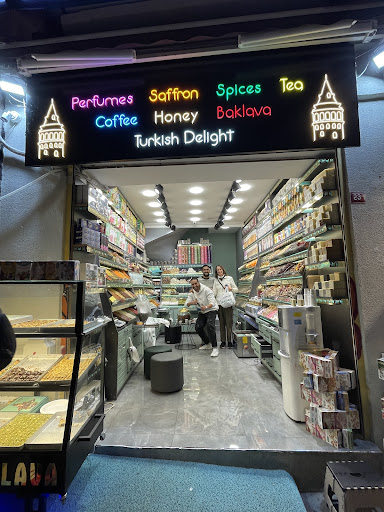 Perfumes Saffron Spices Tea
Coffee Honey Baklava
Turkish Delight
LAVA